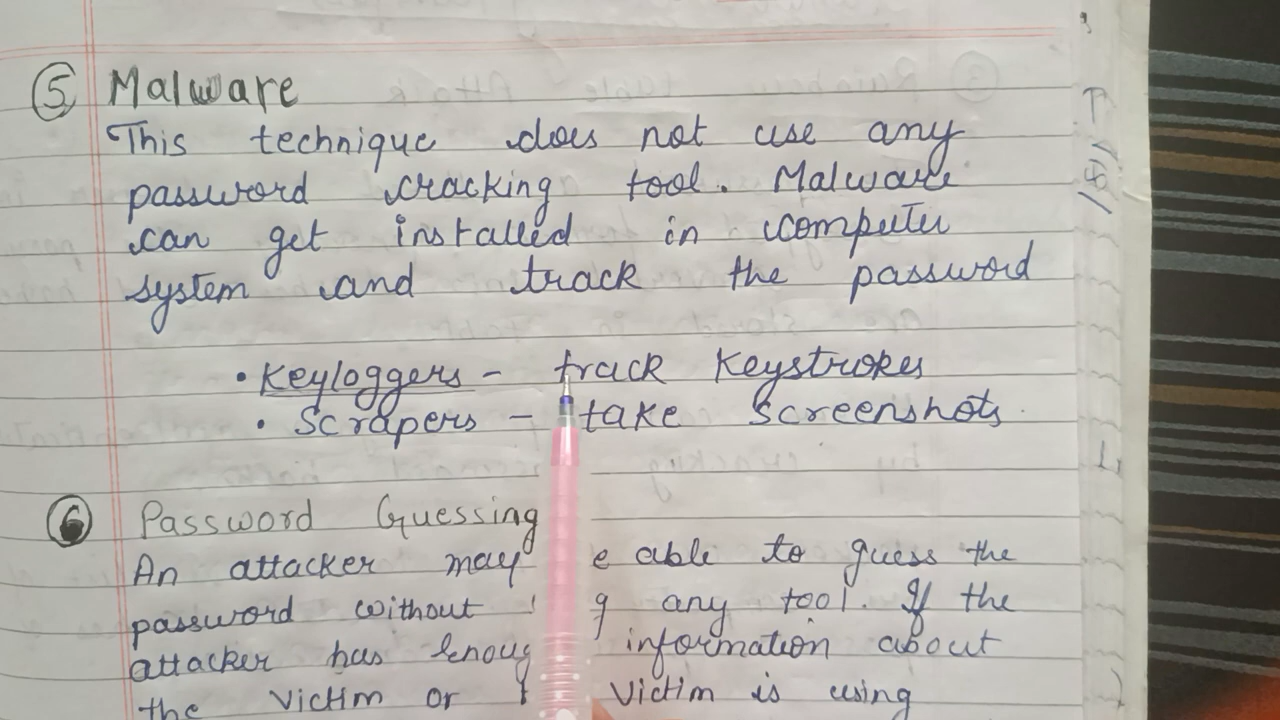 5 Malware
This technique does not use any
password cracking tool. Malware
can get installed in computer
system and track the password
• Keyloggers - track Keystrokes
• Scrapers - take Screenshots
6 Password Guessing
An attacker may able to guess the
password without any tool. If the
attacker has information about
the victim or victim is using